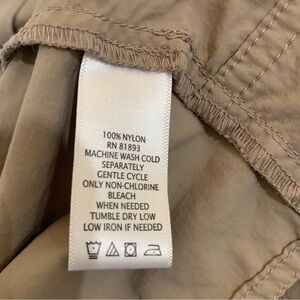 100% NYLON
RN 81893
MACHINE WASH COLD
SEPARATELY
GENTLE CYCLE
ONLY NON-CHLORINE
BLEACH
WHEN NEEDED
TUMBLE DRY LOW
LOW IRON IF NEEDED